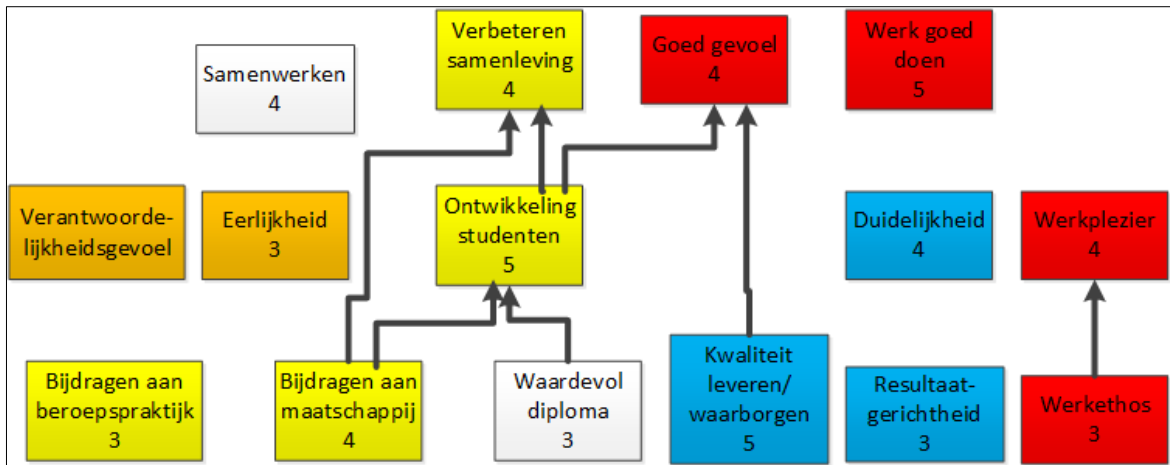 Verbeteren
samenleving
4
Goed gevoel
4
Werk goed
doen
5
Samenwerken
4
Verantwoorde-
lijkheidsgevoel
Eerlijkheid
3
Ontwikkeling
studenten
5
Duidelijkheid
4
Werkplezier
4
Bijdragen aan
beroepspraktijk
3
Bijdragen aan
maatschappij
4
Waardevol
diploma
3
Kwaliteit
leveren/
waarborgen
5
Resultaat-
gerichtheid
3
Werkethos
3